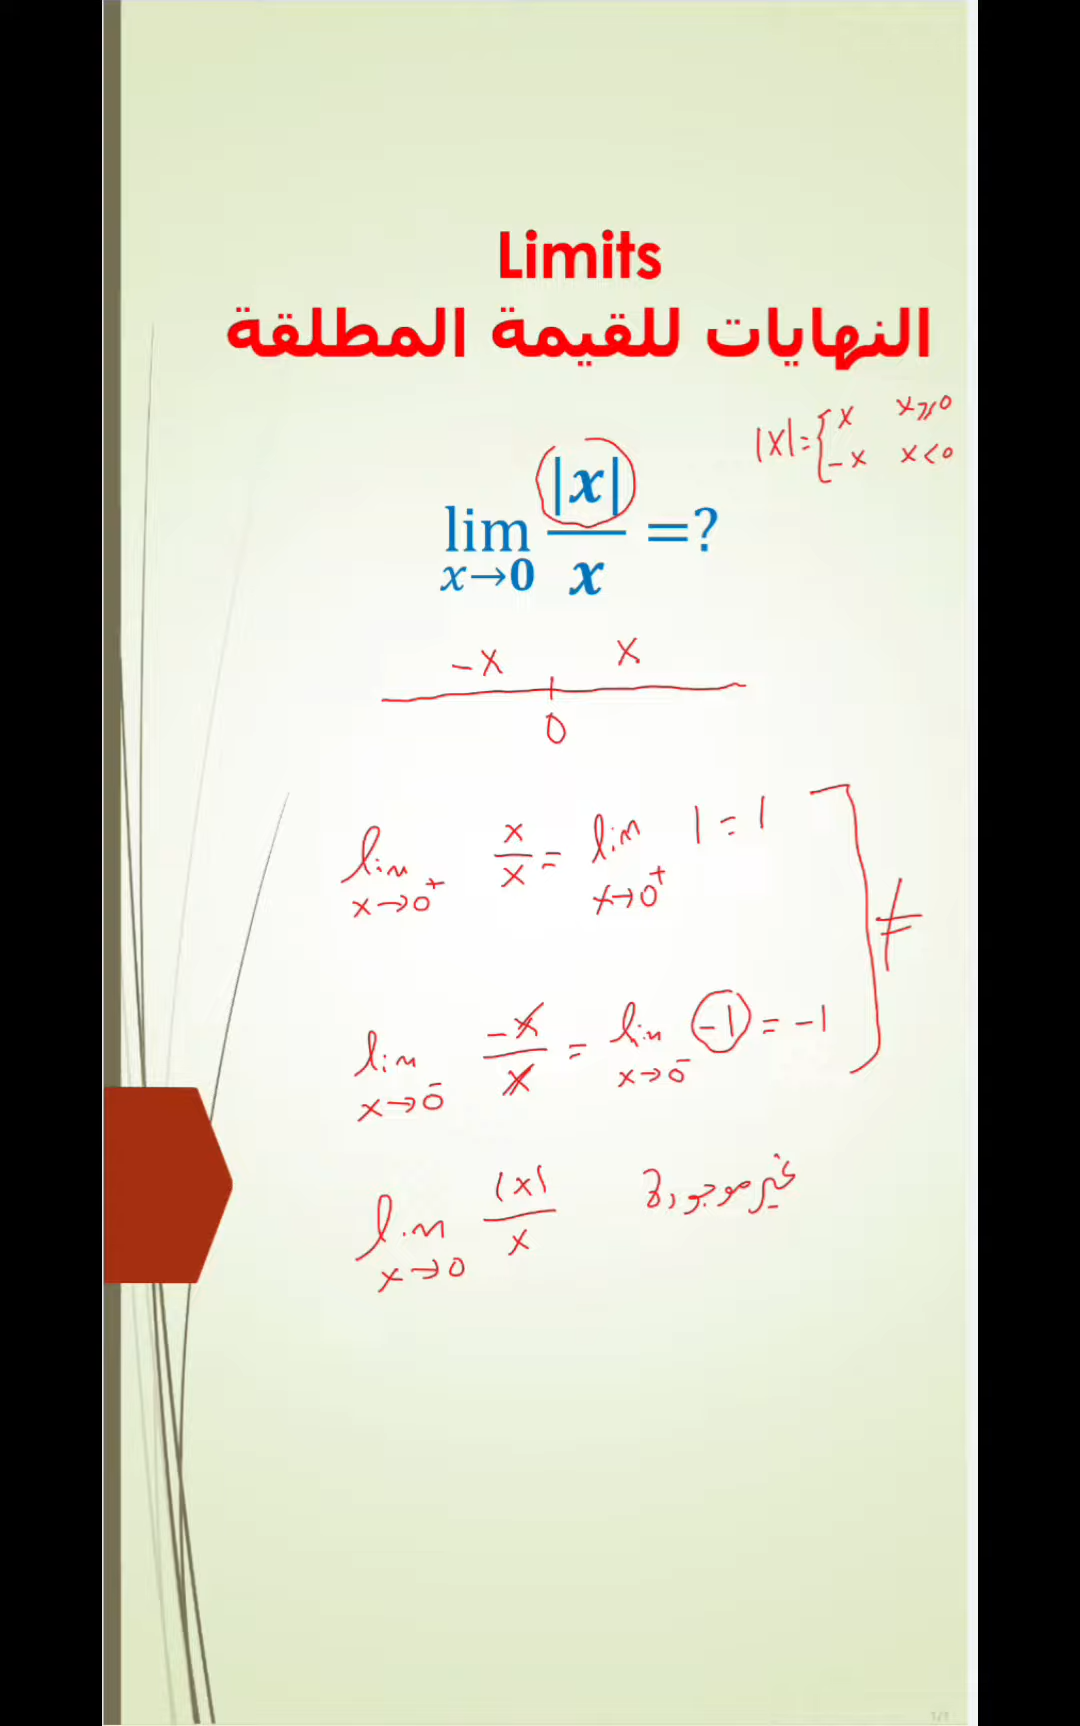 Limits
النهايات للقيمة المطلقة
|x| = { x x ⩾ 0
-x x < 0
lim x→0 |x|/x =?
-x x
0
lim x→0⁺ x/x = lim x→0⁺ 1 = 1
≠
lim x→0⁻ -x/x = lim x→0⁻ -1 = -1
lim x→0 |x|/x غير موجودة